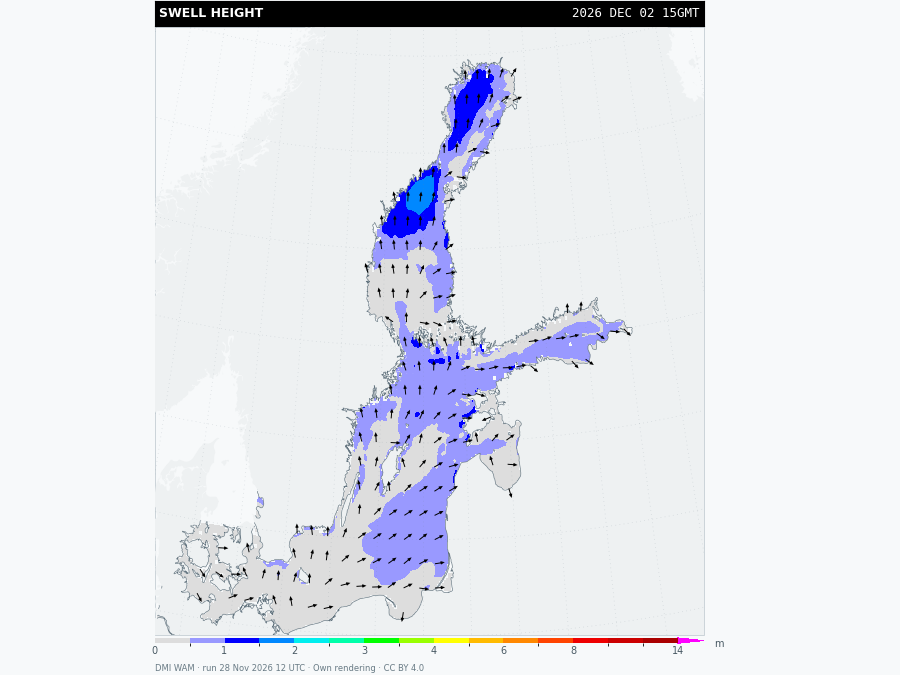 SWELL HEIGHT 2026 DEC 02 15GMT
0 1 2 3 4 6 8 14 m
DMI WAM · run 28 Nov 2026 12 UTC · Own rendering · CC BY 4.0